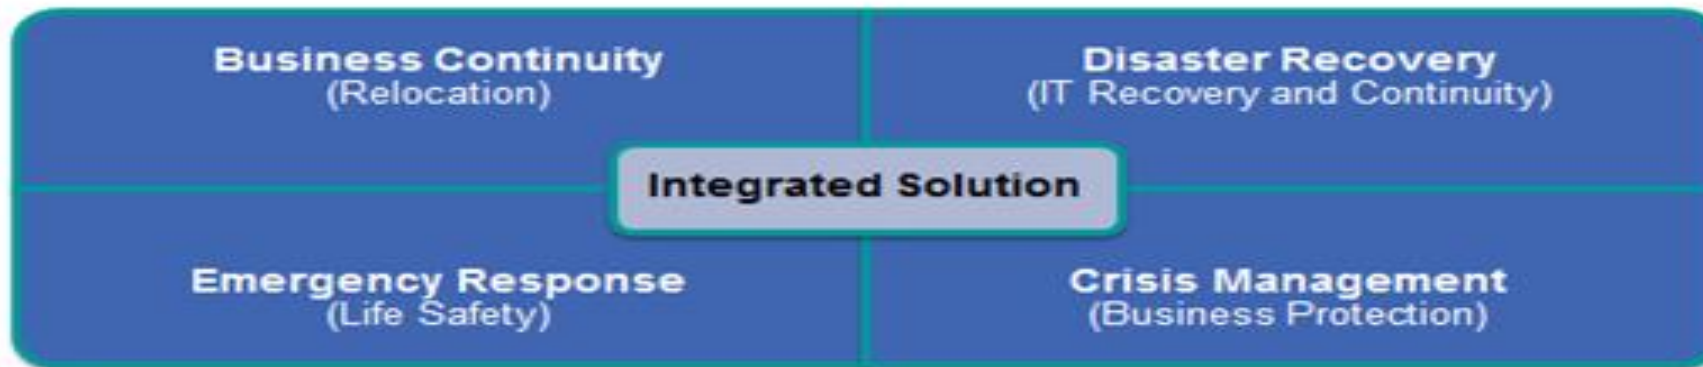 Business Continuity
(Relocation)
Disaster Recovery
(IT Recovery and Continuity)
Integrated Solution
Emergency Response
(Life Safety)
Crisis Management
(Business Protection)